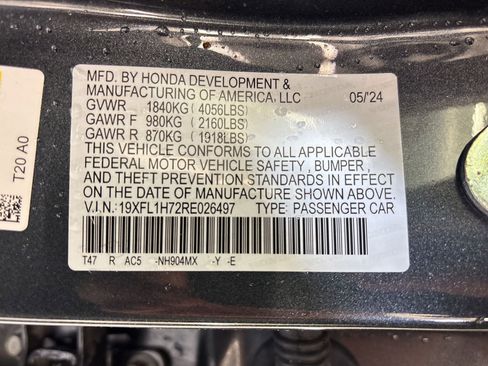 MFD. BY HONDA DEVELOPMENT &
MANUFACTURING OF AMERICA, LLC 05/'24
GVWR 1840KG ( 4056LBS)
GAWR F 980KG ( 2160LBS)
GAWR R 870KG ( 1918LBS)
THIS VEHICLE CONFORMS TO ALL APPLICABLE
FEDERAL MOTOR VEHICLE SAFETY , BUMPER ,
AND THEFT PREVENTION STANDARDS IN EFFECT
ON THE DATE OF MANUFACTURE SHOWN ABOVE.
V.I.N.: 19XFL1H72RE026497 TYPE: PASSENGER CAR
T47 R AC5 -NH904MX -Y -E
T20 A0